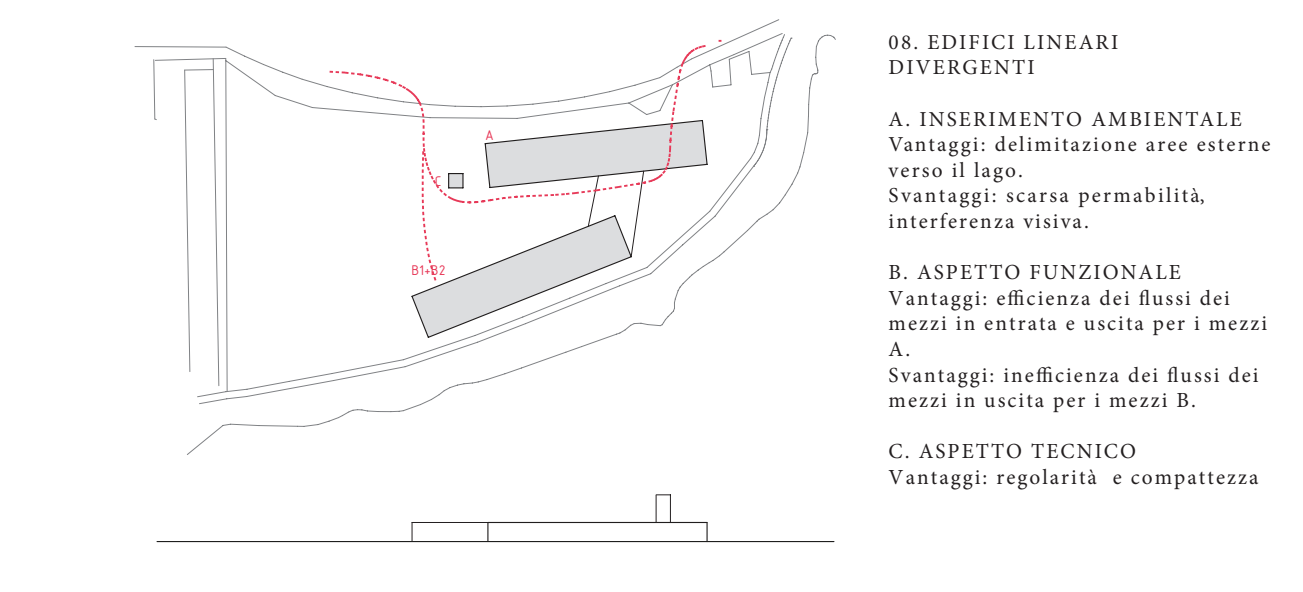 08. EDIFICI LINEARI
DIVERGENTI
A. INSERIMENTO AMBIENTALE
Vantaggi: delimitazione aree esterne
verso il lago.
Svantaggi: scarsa permabilità,
interferenza visiva.
B. ASPETTO FUNZIONALE
Vantaggi: efficienza dei flussi dei
mezzi in entrata e uscita per i mezzi
A.
Svantaggi: inefficienza dei flussi dei
mezzi in uscita per i mezzi B.
C. ASPETTO TECNICO
Vantaggi: regolarità  e compattezza
A
C
B1+B2